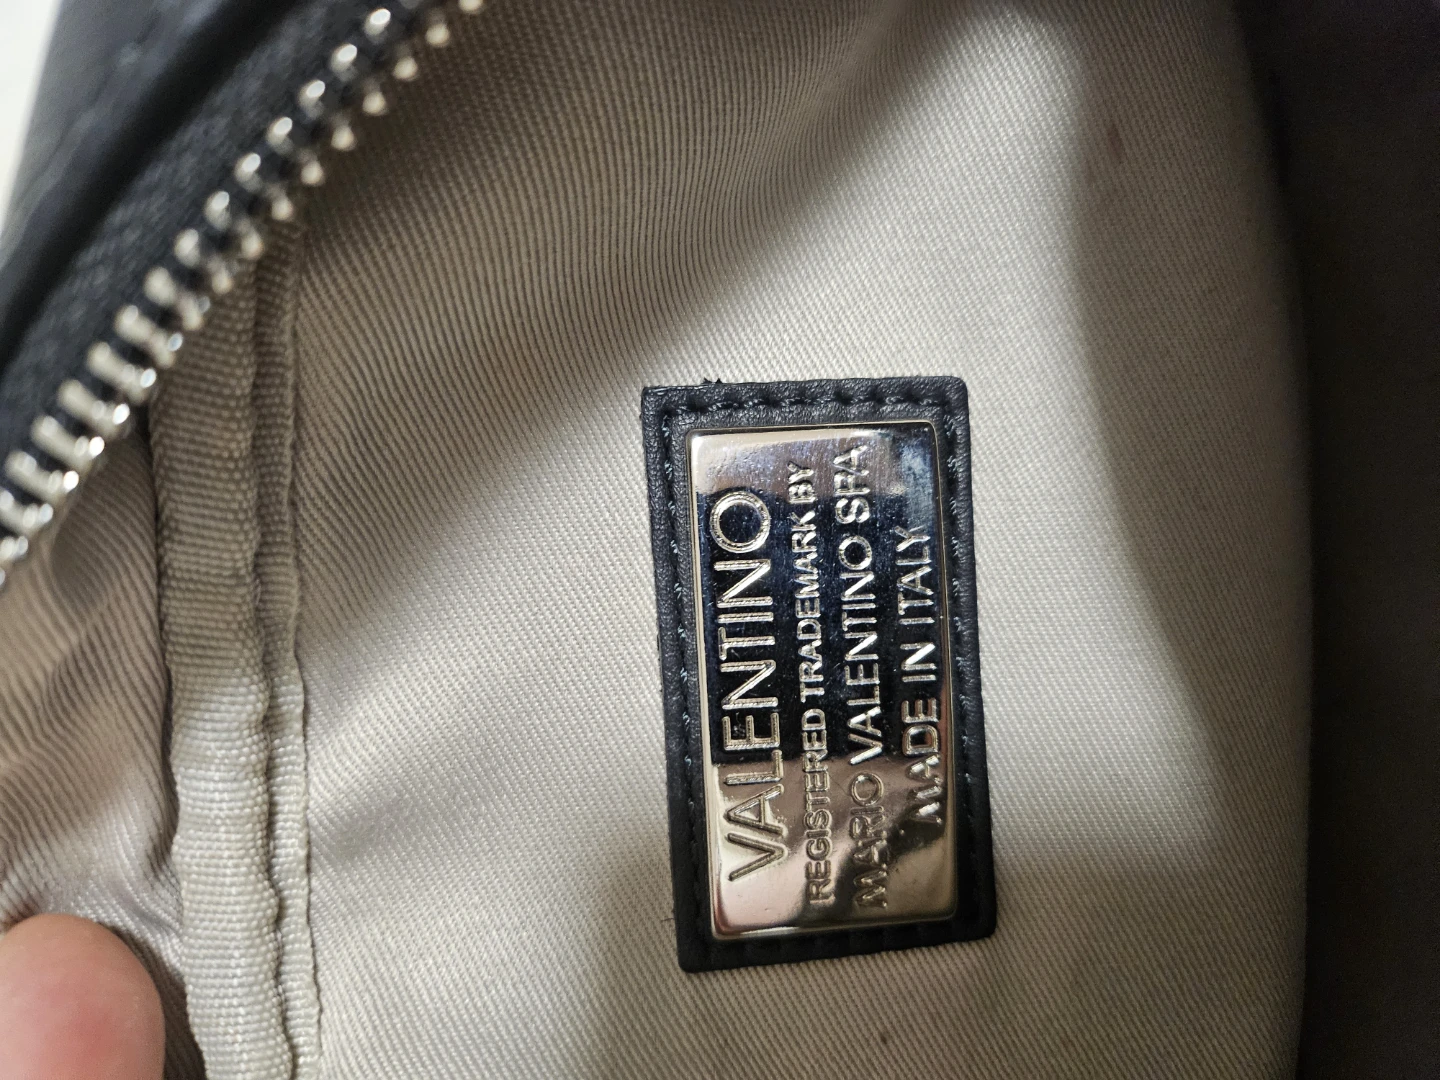 VALENTINO
REGISTERED TRADEMARK BY
MARIO VALENTINO SPA
MADE IN ITALY